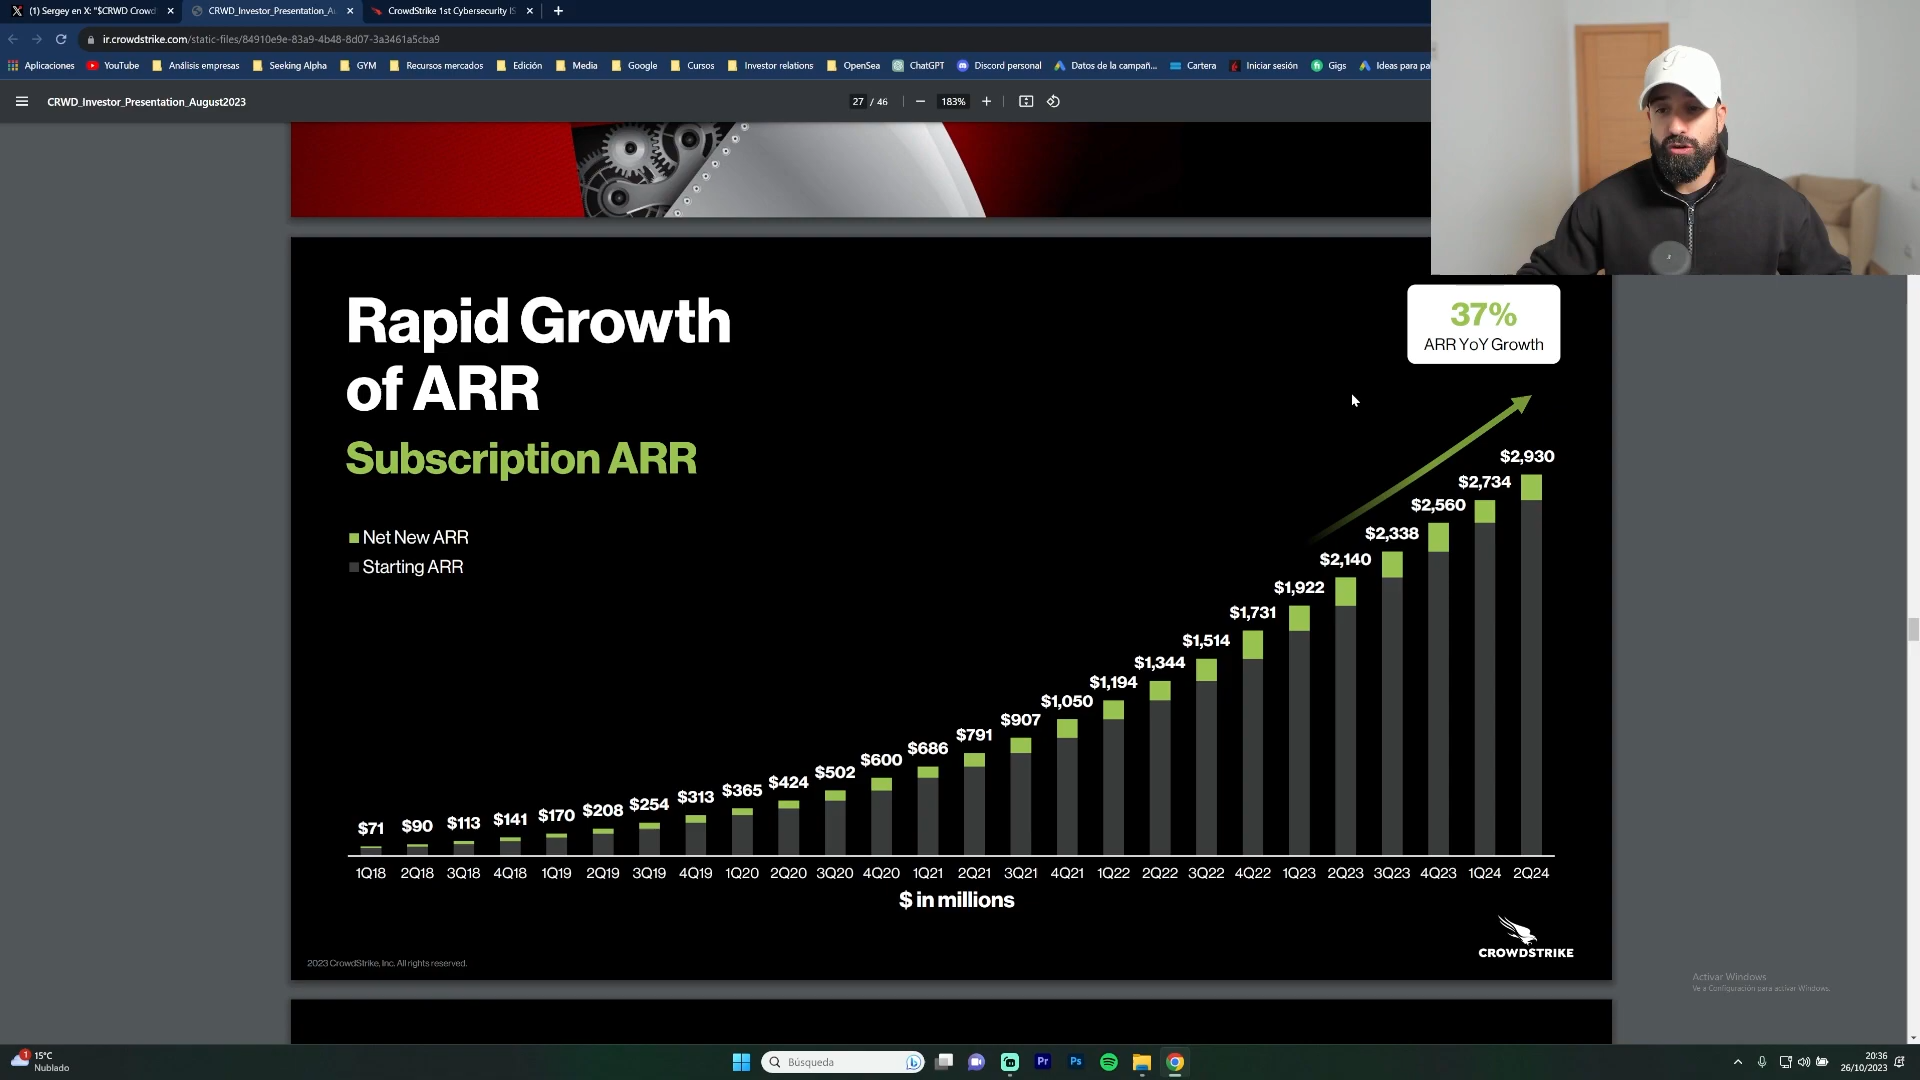 (1) Sergey en X: "$CRWD Crowd
CRWD_Investor_Presentation_A
CrowdStrike 1st Cybersecurity IS
ir.crowdstrike.com/static-files/84910e9e-83a9-4b48-8d07-3a3461a5cba9
Aplicaciones YouTube Análisis empresas Seeking Alpha GYM Recursos mercados Edición Media Google Cursos Investor relations OpenSea ChatGPT Discord personal Datos de la campañ... Cartera Iniciar sesión Gigs Ideas para pal
CRWD_Investor_Presentation_August2023
27 / 46
183%
37%
ARR YoY Growth
Rapid Growth
of ARR
Subscription ARR
Net New ARR
Starting ARR
$71 $90 $113 $141 $170 $208 $254 $313 $365 $424 $502 $600 $686 $791 $907 $1,050 $1,194 $1,344 $1,514 $1,731 $1,922 $2,140 $2,338 $2,560 $2,734 $2,930
1Q18 2Q18 3Q18 4Q18 1Q19 2Q19 3Q19 4Q19 1Q20 2Q20 3Q20 4Q20 1Q21 2Q21 3Q21 4Q21 1Q22 2Q22 3Q22 4Q22 1Q23 2Q23 3Q23 4Q23 1Q24 2Q24
$ in millions
CROWDSTRIKE
2023 CrowdStrike, Inc. All rights reserved.
Activar Windows
Ve a Configuración para activar Windows.
1
15°C
Nublado
Búsqueda
Pr
Ps
20:36
26/10/2023